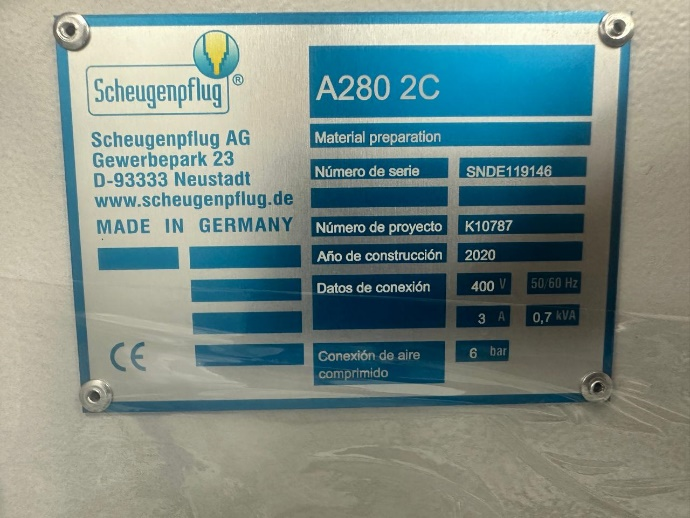 Scheugenpflug ®
Scheugenpflug AG
Gewerbepark 23
D-93333 Neustadt
www.scheugenpflug.de
MADE IN GERMANY
CE
A280 2C
Material preparation
Número de serie SNDE119146
Número de proyecto K10787
Año de construcción 2020
Datos de conexión 400 V 50/60 Hz
3 A 0,7 kVA
Conexión de aire 6 bar
comprimido